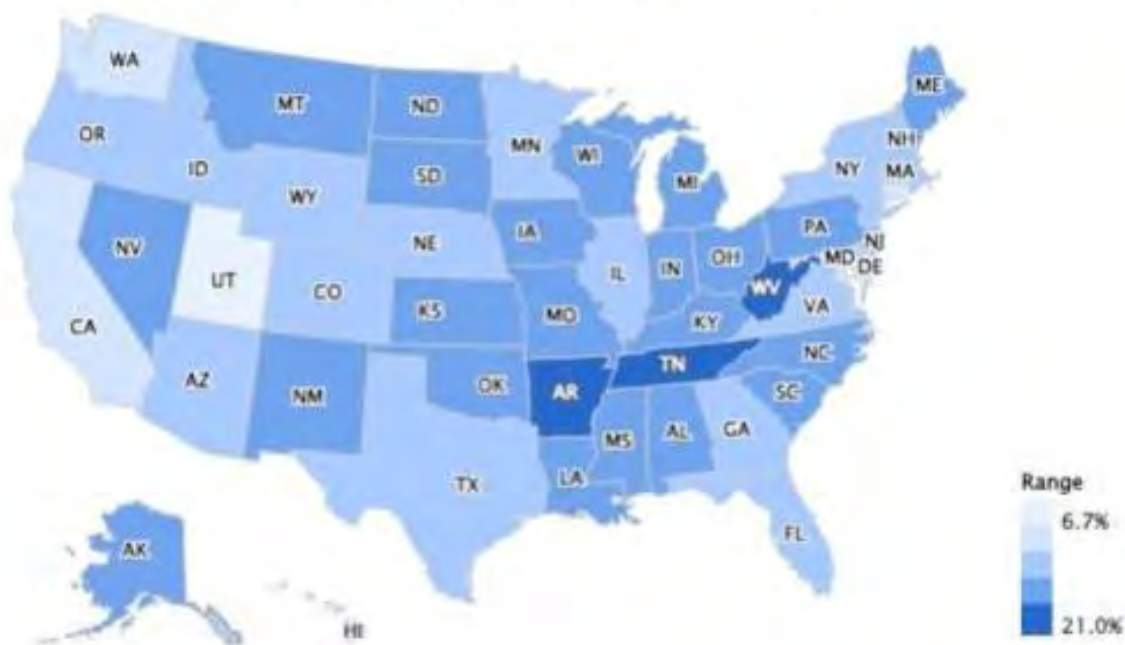 WA
ME
MT
ND
OR
NH
MN
WI
ID
SD
NY
MA
MI
WY
IA
PA
NE
NJ
NV
OH
MD
IL
IN
DE
UT
CO
WV
KS
MO
VA
CA
KY
NC
TN
AZ
OK
AR
NM
SC
MS
AL
GA
LA
TX
Range
6.7%
FL
AK
21.0%
HI